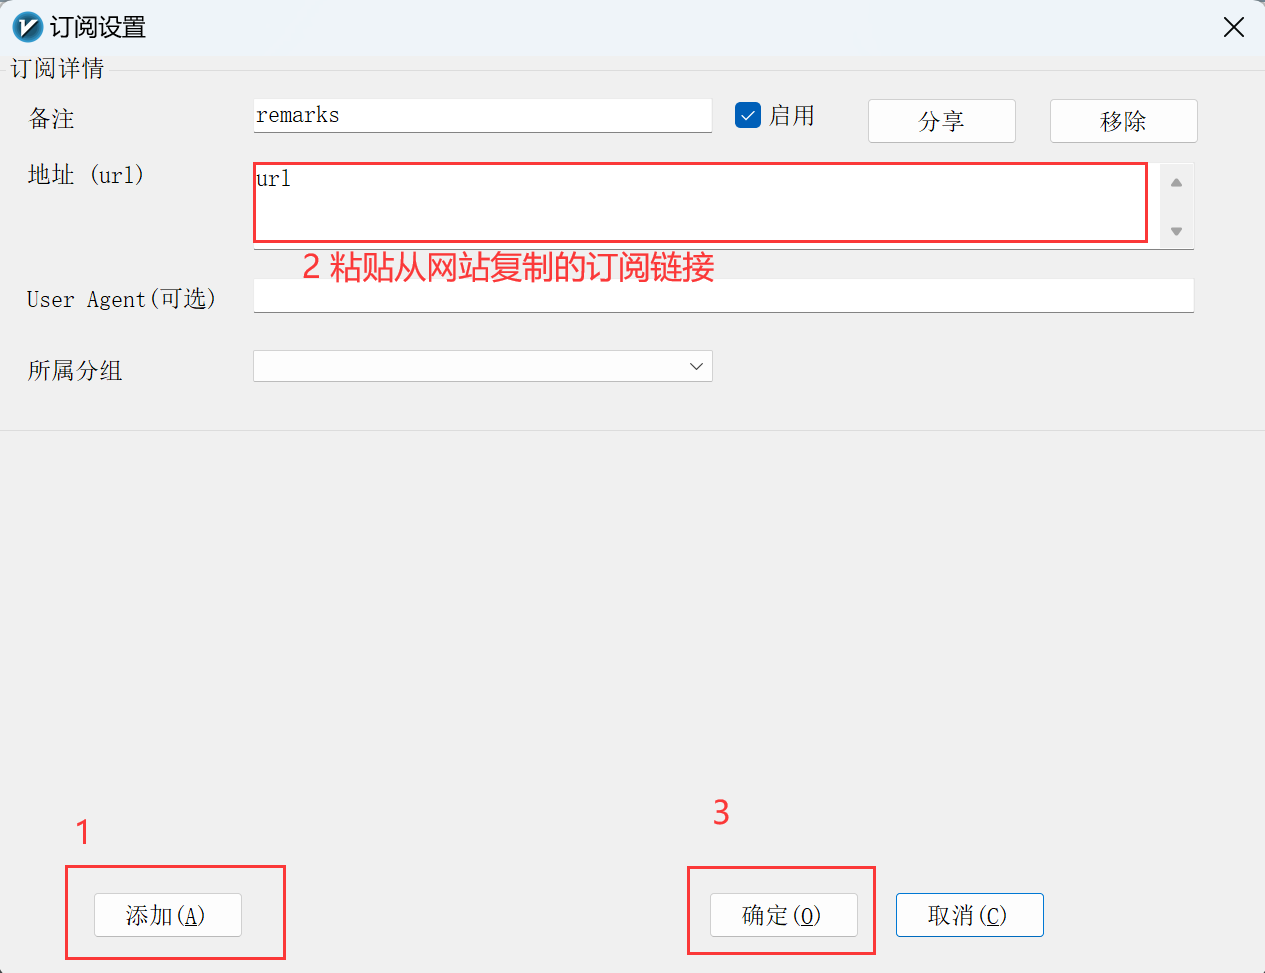 订阅设置
订阅详情
备注 remarks 启用 分享 移除
地址 (url) url
2 粘贴从网站复制的订阅链接
User Agent(可选)
所属分组
1
3
添加(A) 确定(O) 取消(C)